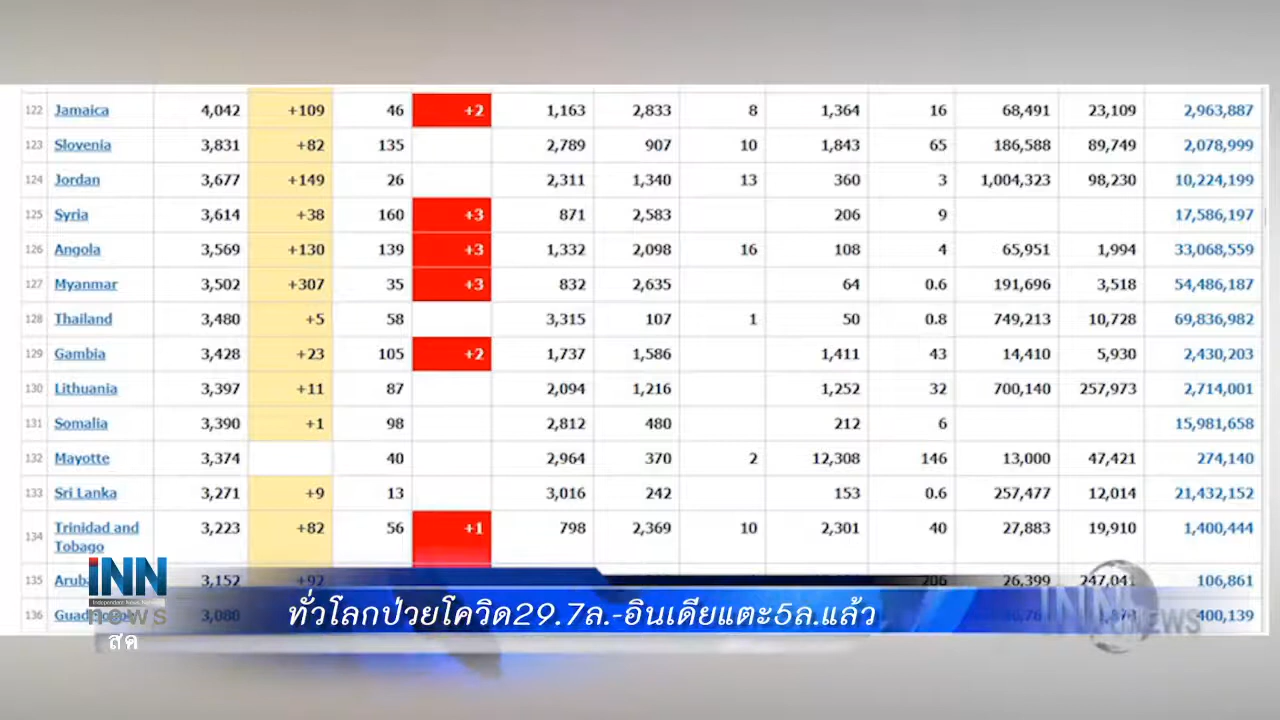 122 Jamaica 4,042 +109 46 +2 1,163 2,833 8 1,364 16 68,491 23,109 2,963,887
123 Slovenia 3,831 +82 135 2,789 907 10 1,843 65 186,588 89,749 2,078,999
124 Jordan 3,677 +149 26 2,311 1,340 13 360 3 1,004,323 98,230 10,224,199
125 Syria 3,614 +38 160 +3 871 2,583 206 9 17,586,197
126 Angola 3,569 +130 139 +3 1,332 2,098 16 108 4 65,951 1,994 33,068,559
127 Myanmar 3,502 +307 35 +3 832 2,635 64 0.6 191,696 3,518 54,486,187
128 Thailand 3,480 +5 58 3,315 107 1 50 0.8 749,213 10,728 69,836,982
129 Gambia 3,428 +23 105 +2 1,737 1,586 1,411 43 14,410 5,930 2,430,203
130 Lithuania 3,397 +11 87 2,094 1,216 1,252 32 700,140 257,973 2,714,001
131 Somalia 3,390 +1 98 2,812 480 212 6 15,981,658
132 Mayotte 3,374 40 2,964 370 2 12,308 146 13,000 47,421 274,140
133 Sri Lanka 3,271 +9 13 3,016 242 153 0.6 257,477 12,014 21,432,152
134 Trinidad and Tobago 3,223 +82 56 +1 798 2,369 10 2,301 40 27,883 19,910 1,400,444
135 3,152 +92 206 26,399 247,041 106,861
136 3,080 400,139
iNN
news
สด
ทั่วโลกป่วยโควิด29.7ล.-อินเดียแตะ5ล.แล้ว
INN NEWS